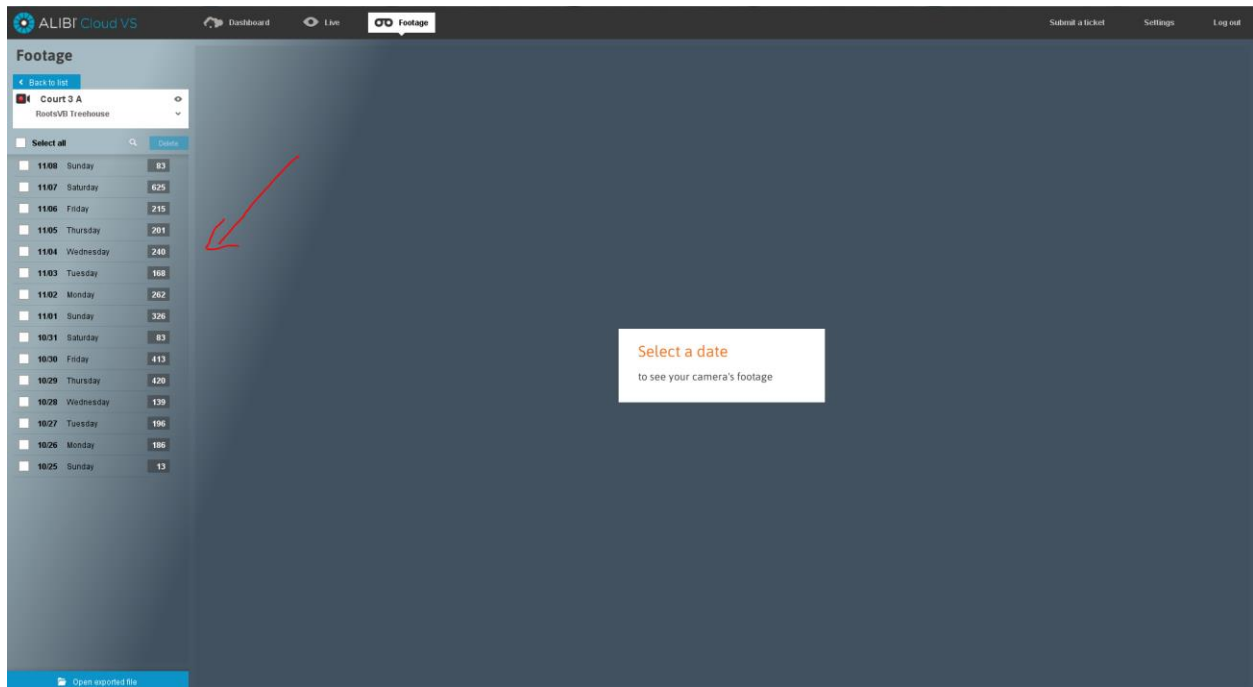 ALIBI Cloud VS Dashboard Live Footage Submit a ticket Settings Log out
Footage
Back to list
Court 3 A
RootsVB Treehouse
Select all Delete
11/08 Sunday 83
11/07 Saturday 625
11/06 Friday 215
11/05 Thursday 201
11/04 Wednesday 240
11/03 Tuesday 168
11/02 Monday 262
11/01 Sunday 326
10/31 Saturday 83
10/30 Friday 413
10/29 Thursday 420
10/28 Wednesday 139
10/27 Tuesday 196
10/26 Monday 186
10/25 Sunday 13
Select a date
to see your camera's footage
Open exported file